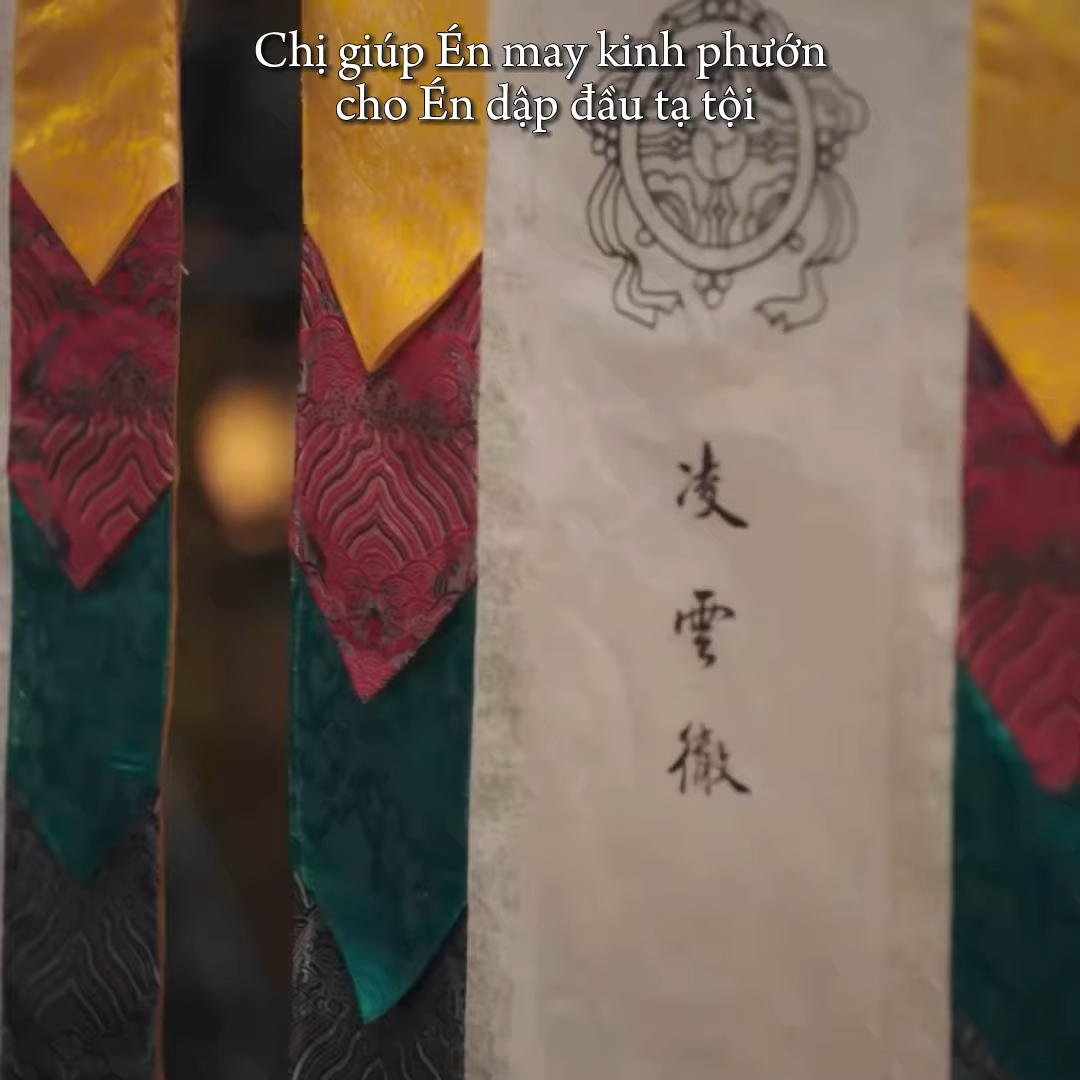 Chị giúp Én may kinh phướn
cho Én dập đầu tạ tội
凌
雲
徹